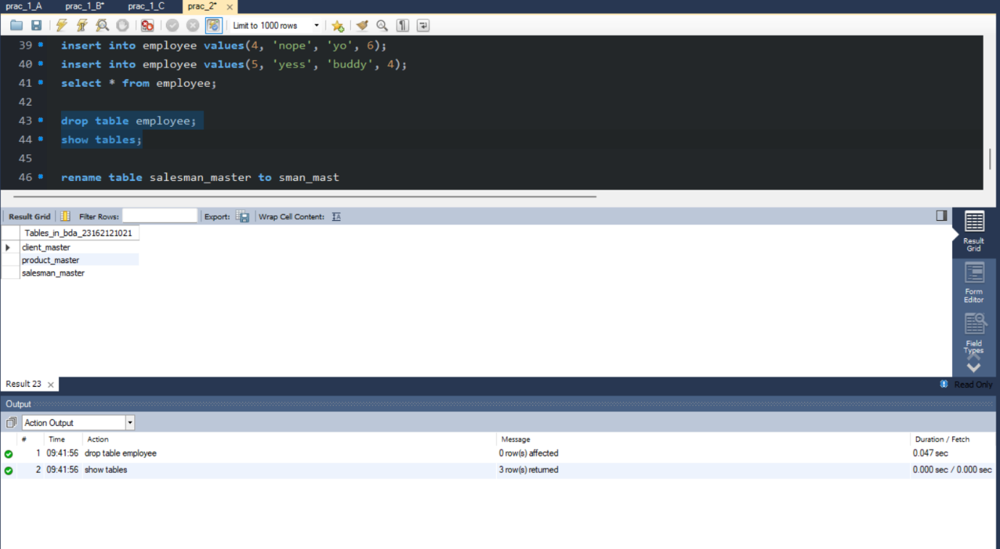 prac_1_A prac_1_B* prac_1_C prac_2* ×
Limit to 1000 rows
39 insert into employee values(4, 'nope', 'yo', 6);
40 insert into employee values(5, 'yess', 'buddy', 4);
41 select * from employee;
42
43 drop table employee;
44 show tables;
45
46 rename table salesman_master to sman_mast
Result Grid Filter Rows: Export: Wrap Cell Content: IA
Tables_in_bda_23162121021
client_master
product_master
salesman_master
Result
Grid
Form
Editor
Field
Types
Result 23 × Read Only
Output
Action Output
# Time Action Message Duration / Fetch
1 09:41:56 drop table employee 0 row(s) affected 0.047 sec
2 09:41:56 show tables 3 row(s) returned 0.000 sec / 0.000 sec